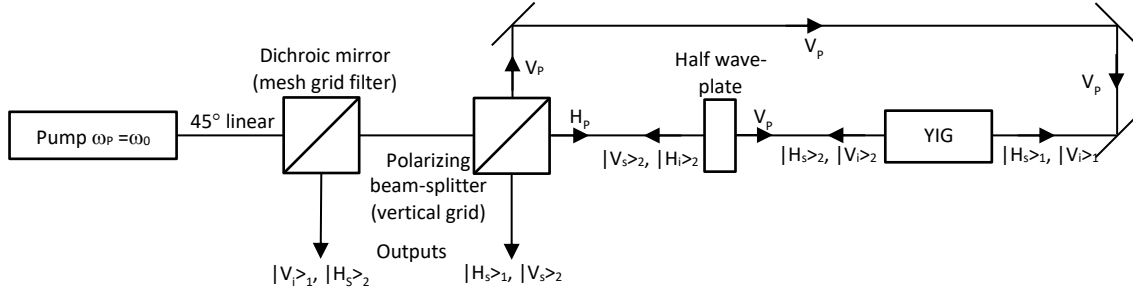 V_P
Dichroic mirror
(mesh grid filter)
V_P
Half wave-
plate
V_P
Pump ω_P =ω_0
45° linear
H_P
V_P
YIG
|V_s>_2, |H_i>_2
|H_s>_2, |V_i>_2
|H_s>_1, |V_i>_1
Polarizing
beam-splitter
(vertical grid)
Outputs
|V_i>_1, |H_S>_2
|H_s>_1, |V_s>_2